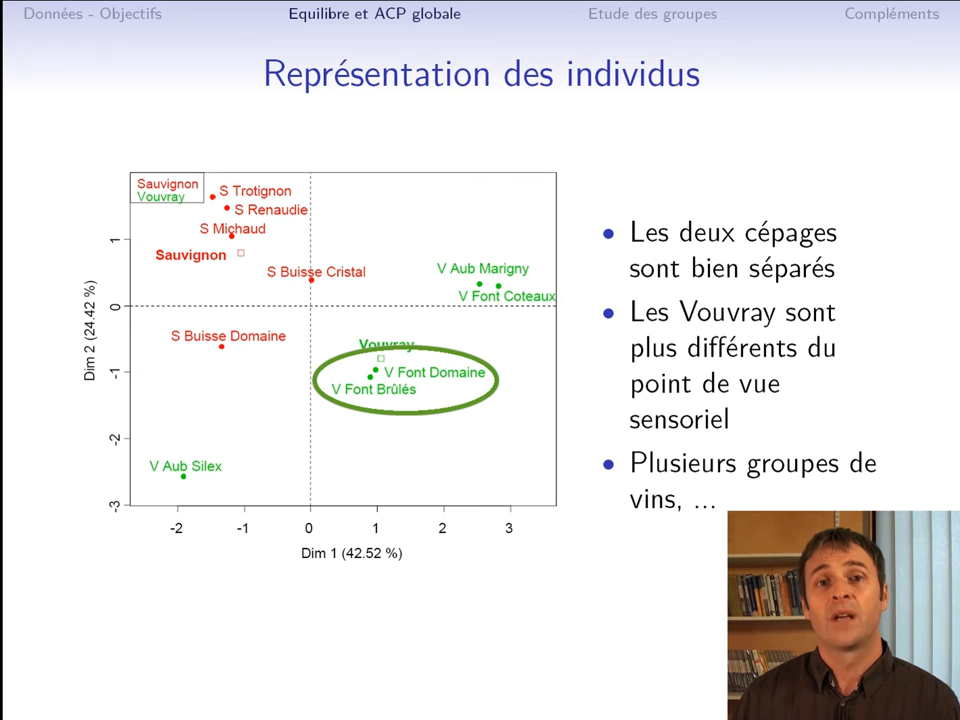 Données - Objectifs
Equilibre et ACP globale
Etude des groupes
Compléments
Représentation des individus
Sauvignon
Vouvray
S Trotignon
S Renaudie
S Michaud
Sauvignon
S Buisse Cristal
V Aub Marigny
V Font Coteaux
S Buisse Domaine
Vouvray
V Font Domaine
V Font Brûlés
V Aub Silex
1
0
-1
-2
-3
Dim 2 (24.42 %)
-2
-1
0
1
2
3
Dim 1 (42.52 %)
Les deux cépages
sont bien séparés
Les Vouvray sont
plus différents du
point de vue
sensoriel
Plusieurs groupes de
vins, ...